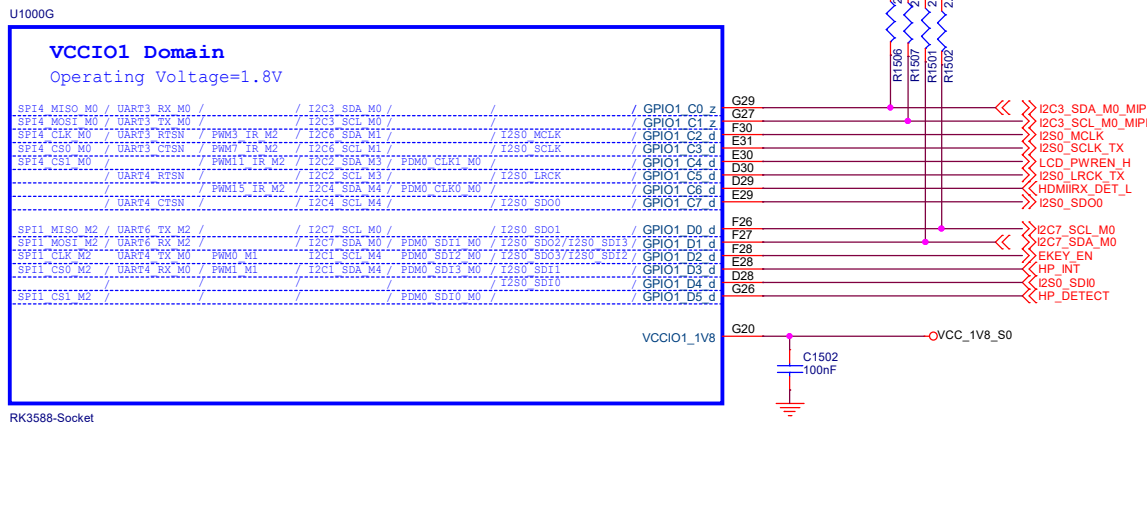 U1000G
VCCIO1 Domain
Operating Voltage=1.8V
R1506 R1507 R1501 R1502
SPI4_MISO_M0 / UART3_RX_M0 / / I2C3_SDA_M0 / / / GPIO1_C0_z G29 I2C3_SDA_M0_MIP
SPI4_MOSI_M0 / UART3_TX_M0 / / I2C3_SCL_M0 / / / GPIO1_C1_z G27 I2C3_SCL_M0_MIP
SPI4_CLK_M0 / UART3_RTSN / PWM3_IR_M2 / I2C6_SDA_M1 / / I2S0_MCLK / GPIO1_C2_d F30 I2S0_MCLK
SPI4_CS0_M0 / UART3_CTSN / PWM7_IR_M2 / I2C6_SCL_M1 / / I2S0_SCLK / GPIO1_C3_d E31 I2S0_SCLK_TX
SPI4_CS1_M0 / / PWM11_IR_M2 / I2C2_SDA_M3 / PDM0_CLK1_M0 / / GPIO1_C4_d E30 LCD_PWREN_H
/ UART4_RTSN / / I2C2_SCL_M3 / / I2S0_LRCK / GPIO1_C5_d D30 I2S0_LRCK_TX
/ / PWM15_IR_M2 / I2C4_SDA_M4 / PDM0_CLK0_M0 / / GPIO1_C6_d D29 HDMIIRX_DET_L
/ UART4_CTSN / / I2C4_SCL_M4 / / I2S0_SDO0 / GPIO1_C7_d E29 I2S0_SDO0
SPI1_MISO_M2 / UART6_TX_M2 / / I2C7_SCL_M0 / / I2S0_SDO1 / GPIO1_D0_d F26 I2C7_SCL_M0
SPI1_MOSI_M2 / UART6_RX_M2 / / I2C7_SDA_M0 / PDM0_SDI1_M0 / I2S0_SDO2/I2S0_SDI3 / GPIO1_D1_d F27 I2C7_SDA_M0
SPI1_CLK_M2 / UART4_TX_M0 / PWM0_M1 / I2C1_SCL_M4 / PDM0_SDI2_M0 / I2S0_SDO3/I2S0_SDI2 / GPIO1_D2_d F28 EKEY_EN
SPI1_CS0_M2 / UART4_RX_M0 / PWM1_M1 / I2C1_SDA_M4 / PDM0_SDI3_M0 / I2S0_SDI1 / GPIO1_D3_d E28 HP_INT
/ / / / / I2S0_SDI0 / GPIO1_D4_d D28 I2S0_SDI0
SPI1_CS1_M2 / / / / PDM0_SDI0_M0 / / GPIO1_D5_d G26 HP_DETECT
VCCIO1_1V8 G20 VCC_1V8_S0
C1502
100nF
RK3588-Socket